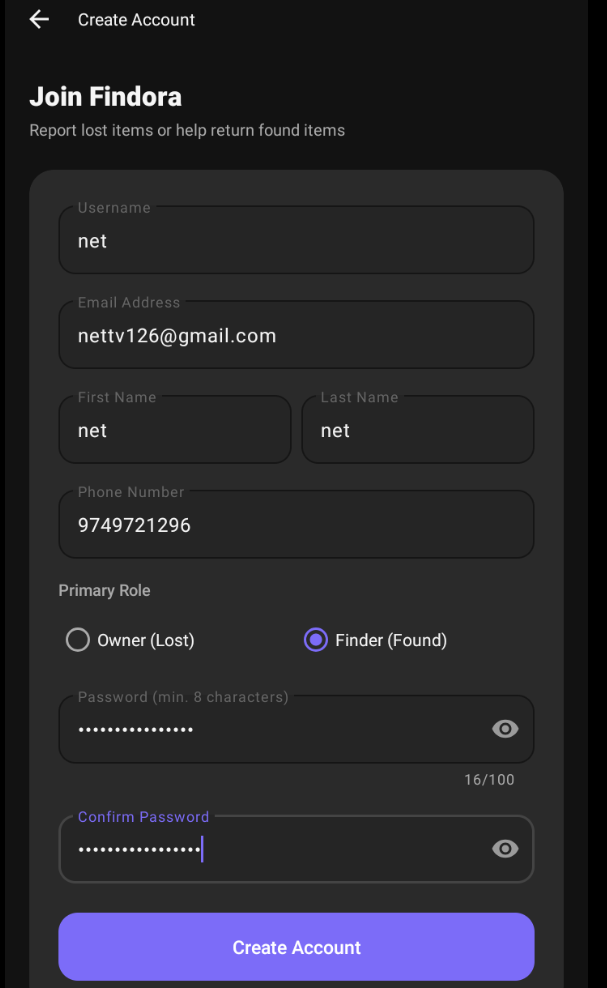 Create Account
Join Findora
Report lost items or help return found items
Username
net
Email Address
nettv126@gmail.com
First Name
Last Name
net
net
Phone Number
9749721296
Primary Role
Owner (Lost)
Finder (Found)
Password (min. 8 characters)
••••••••••••••••
16/100
Confirm Password
•••••••••••••••••
Create Account